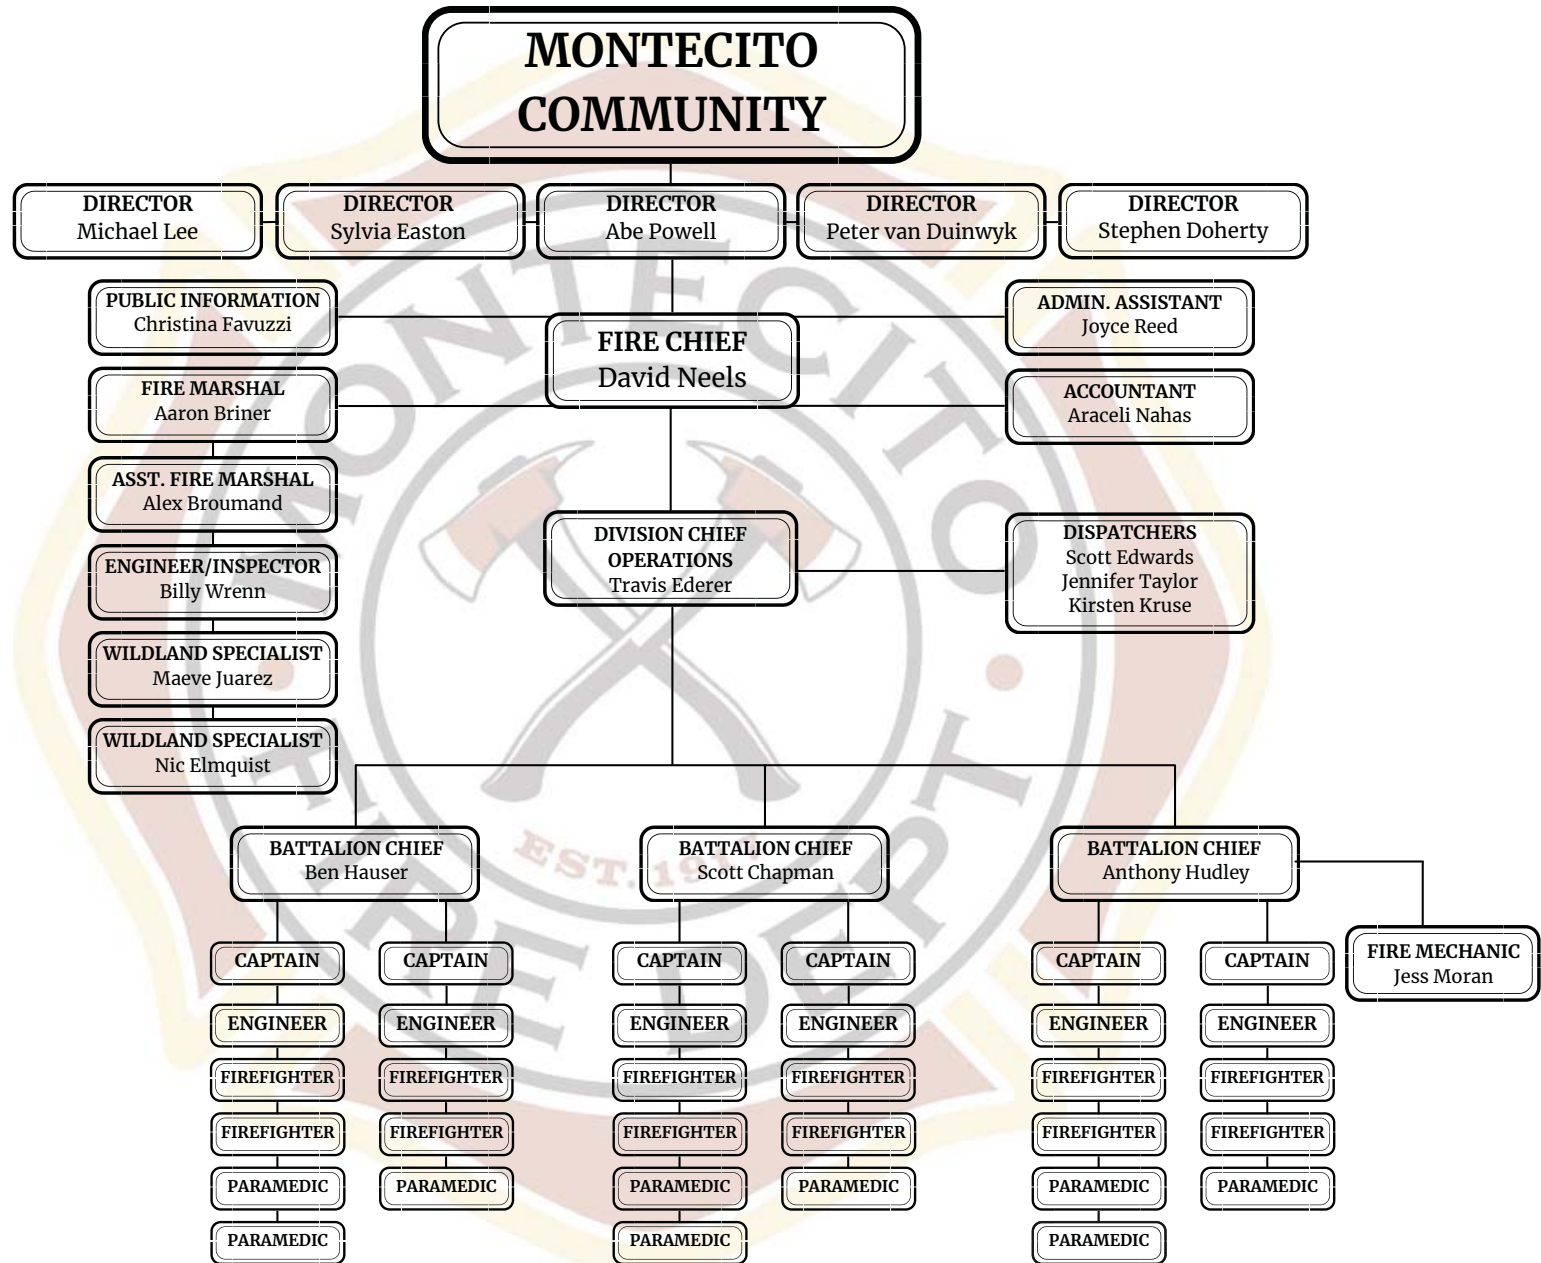 MONTECITO
COMMUNITY
DIRECTOR
Michael Lee
DIRECTOR
Sylvia Easton
DIRECTOR
Abe Powell
DIRECTOR
Peter van Duinwyk
DIRECTOR
Stephen Doherty
PUBLIC INFORMATION
Christina Favuzzi
ADMIN. ASSISTANT
Joyce Reed
FIRE CHIEF
David Neels
FIRE MARSHAL
Aaron Briner
ACCOUNTANT
Araceli Nahas
ASST. FIRE MARSHAL
Alex Broumand
DIVISION CHIEF
OPERATIONS
Travis Ederer
DISPATCHERS
Scott Edwards
Jennifer Taylor
Kirsten Kruse
ENGINEER/INSPECTOR
Billy Wrenn
WILDLAND SPECIALIST
Maeve Juarez
WILDLAND SPECIALIST
Nic Elmquist
BATTALION CHIEF
Ben Hauser
BATTALION CHIEF
Scott Chapman
BATTALION CHIEF
Anthony Hudley
FIRE MECHANIC
Jess Moran
CAPTAIN
ENGINEER
FIREFIGHTER
FIREFIGHTER
PARAMEDIC
PARAMEDIC
CAPTAIN
ENGINEER
FIREFIGHTER
FIREFIGHTER
PARAMEDIC
CAPTAIN
ENGINEER
FIREFIGHTER
FIREFIGHTER
PARAMEDIC
PARAMEDIC
CAPTAIN
ENGINEER
FIREFIGHTER
FIREFIGHTER
PARAMEDIC
CAPTAIN
ENGINEER
FIREFIGHTER
FIREFIGHTER
PARAMEDIC
PARAMEDIC
CAPTAIN
ENGINEER
FIREFIGHTER
FIREFIGHTER
PARAMEDIC
MONTECITO
FIRE DEPT
EST. 1917